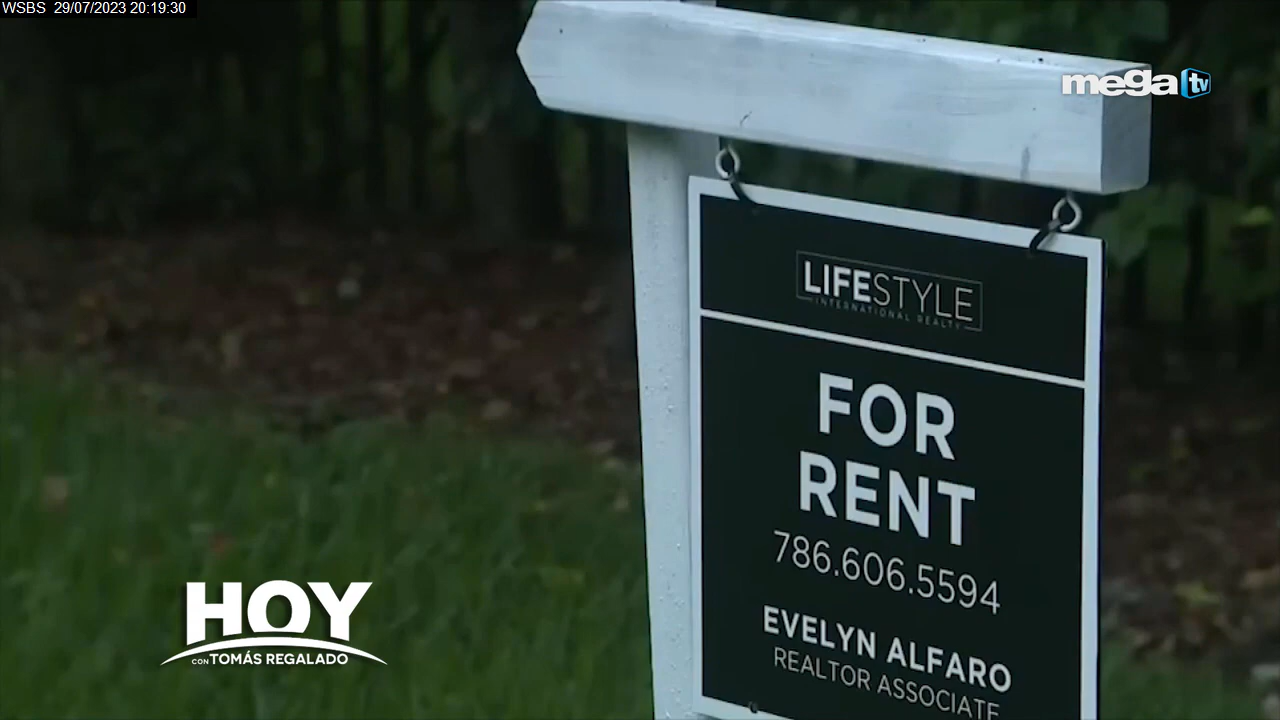 WSBS 29/07/2023 20:19:30
mega tv
LIFESTYLE
INTERNATIONAL REALTY
FOR
RENT
786.606.5594
EVELYN ALFARO
REALTOR ASSOCIATE
HOY
CON TOMÁS REGALADO